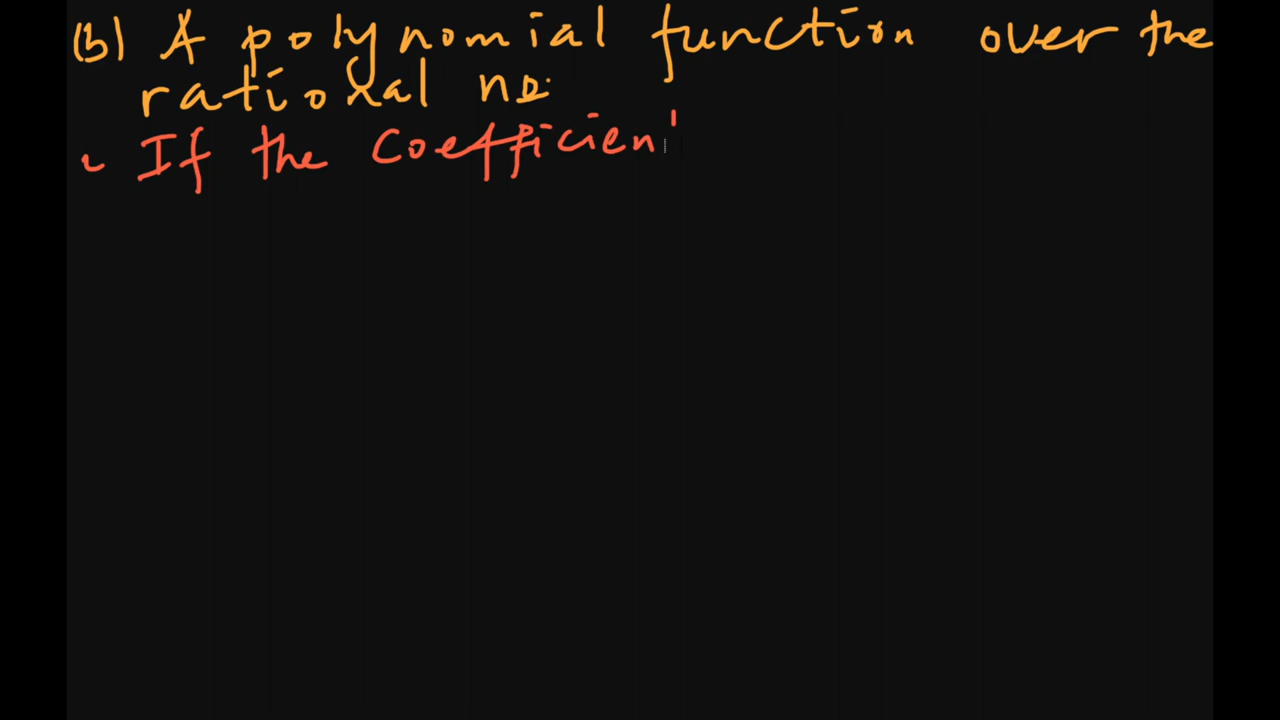 (b) A polynomial function over the
rational no.
If the Coefficien